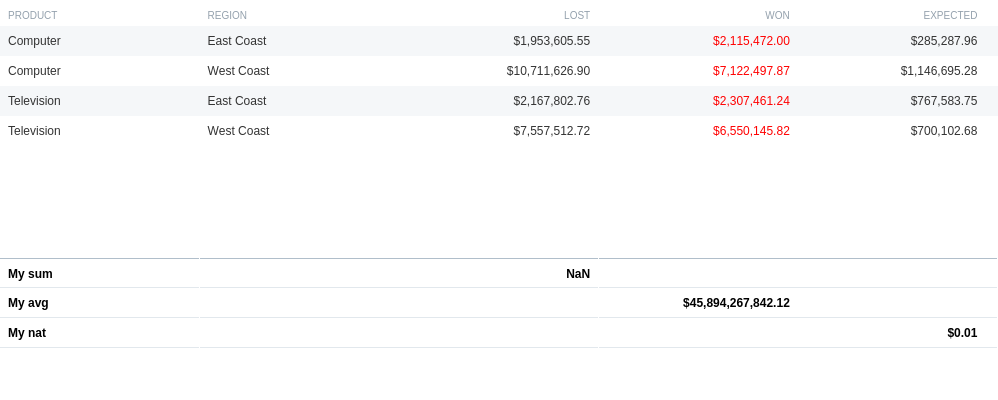 PRODUCT REGION LOST WON EXPECTED
Computer East Coast $1,953,605.55 $2,115,472.00 $285,287.96
Computer West Coast $10,711,626.90 $7,122,497.87 $1,146,695.28
Television East Coast $2,167,802.76 $2,307,461.24 $767,583.75
Television West Coast $7,557,512.72 $6,550,145.82 $700,102.68
My sum NaN
My avg $45,894,267,842.12
My nat $0.01